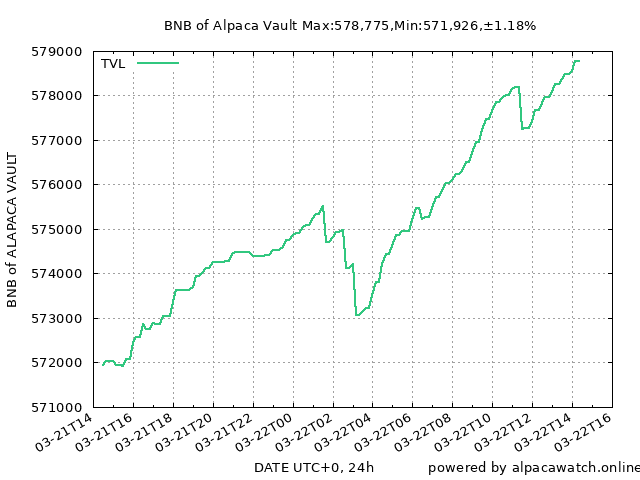 BNB of Alpaca Vault Max:578,775,Min:571,926,±1.18%
579000
TVL
578000
577000
576000
575000
574000
573000
572000
571000
BNB of ALAPACA VAULT
03-21T14
03-21T16
03-21T18
03-21T20
03-21T22
03-22T00
03-22T02
03-22T04
03-22T06
03-22T08
03-22T10
03-22T12
03-22T14
03-22T16
DATE UTC+0, 24h
powered by alpacawatch.online